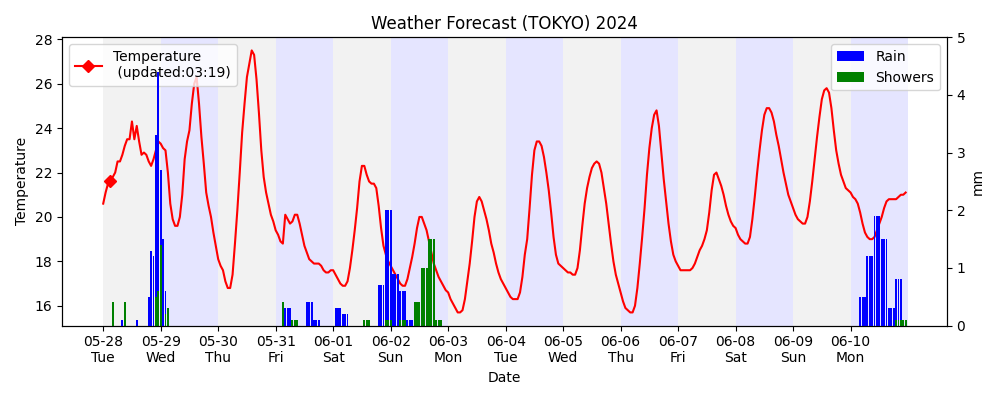 Weather Forecast (TOKYO) 2024
Temperature
(updated:03:19)
Rain
Showers
28
26
24
22
20
18
16
Temperature
5
4
3
2
1
0
mm
05-28 05-29 05-30 05-31 06-01 06-02 06-03 06-04 06-05 06-06 06-07 06-08 06-09 06-10
Tue Wed Thu Fri Sat Sun Mon Tue Wed Thu Fri Sat Sun Mon
Date